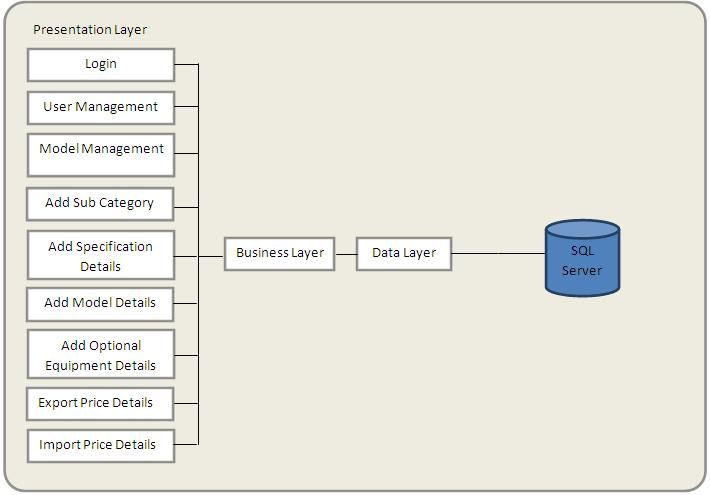 Presentation Layer
Login
User Management
Model Management
Add Sub Category
Add Specification
Details
Add Model Details
Add Optional
Equipment Details
Export Price Details
Import Price Details
Business Layer
Data Layer
SQL
Server